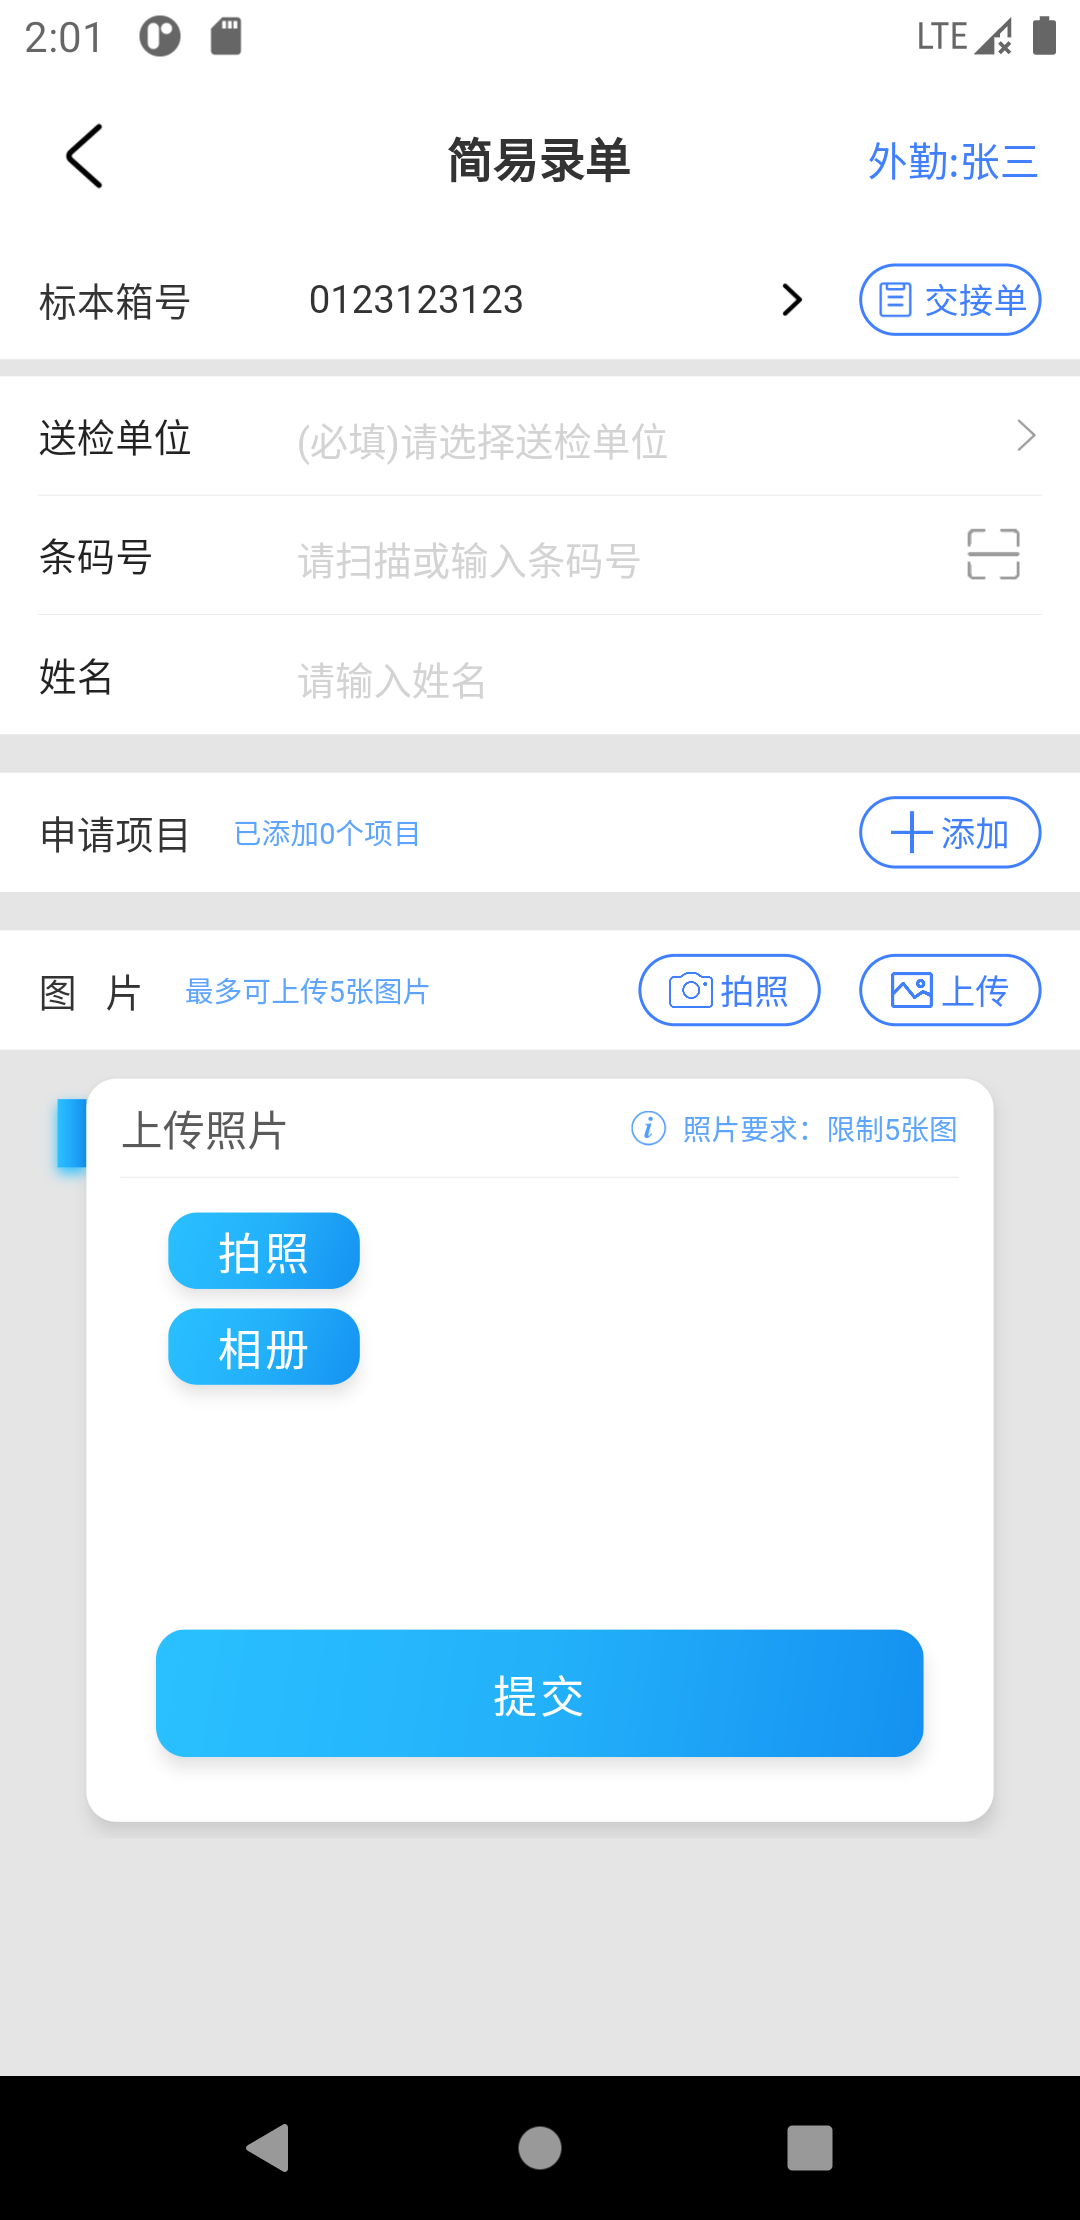 2:01
LTE
简易录单
外勤:张三
标本箱号
0123123123
交接单
送检单位
(必填)请选择送检单位
条码号
请扫描或输入条码号
姓名
请输入姓名
申请项目
已添加0个项目
添加
图 片
最多可上传5张图片
拍照
上传
上传照片
照片要求：限制5张图
拍照
相册
提交